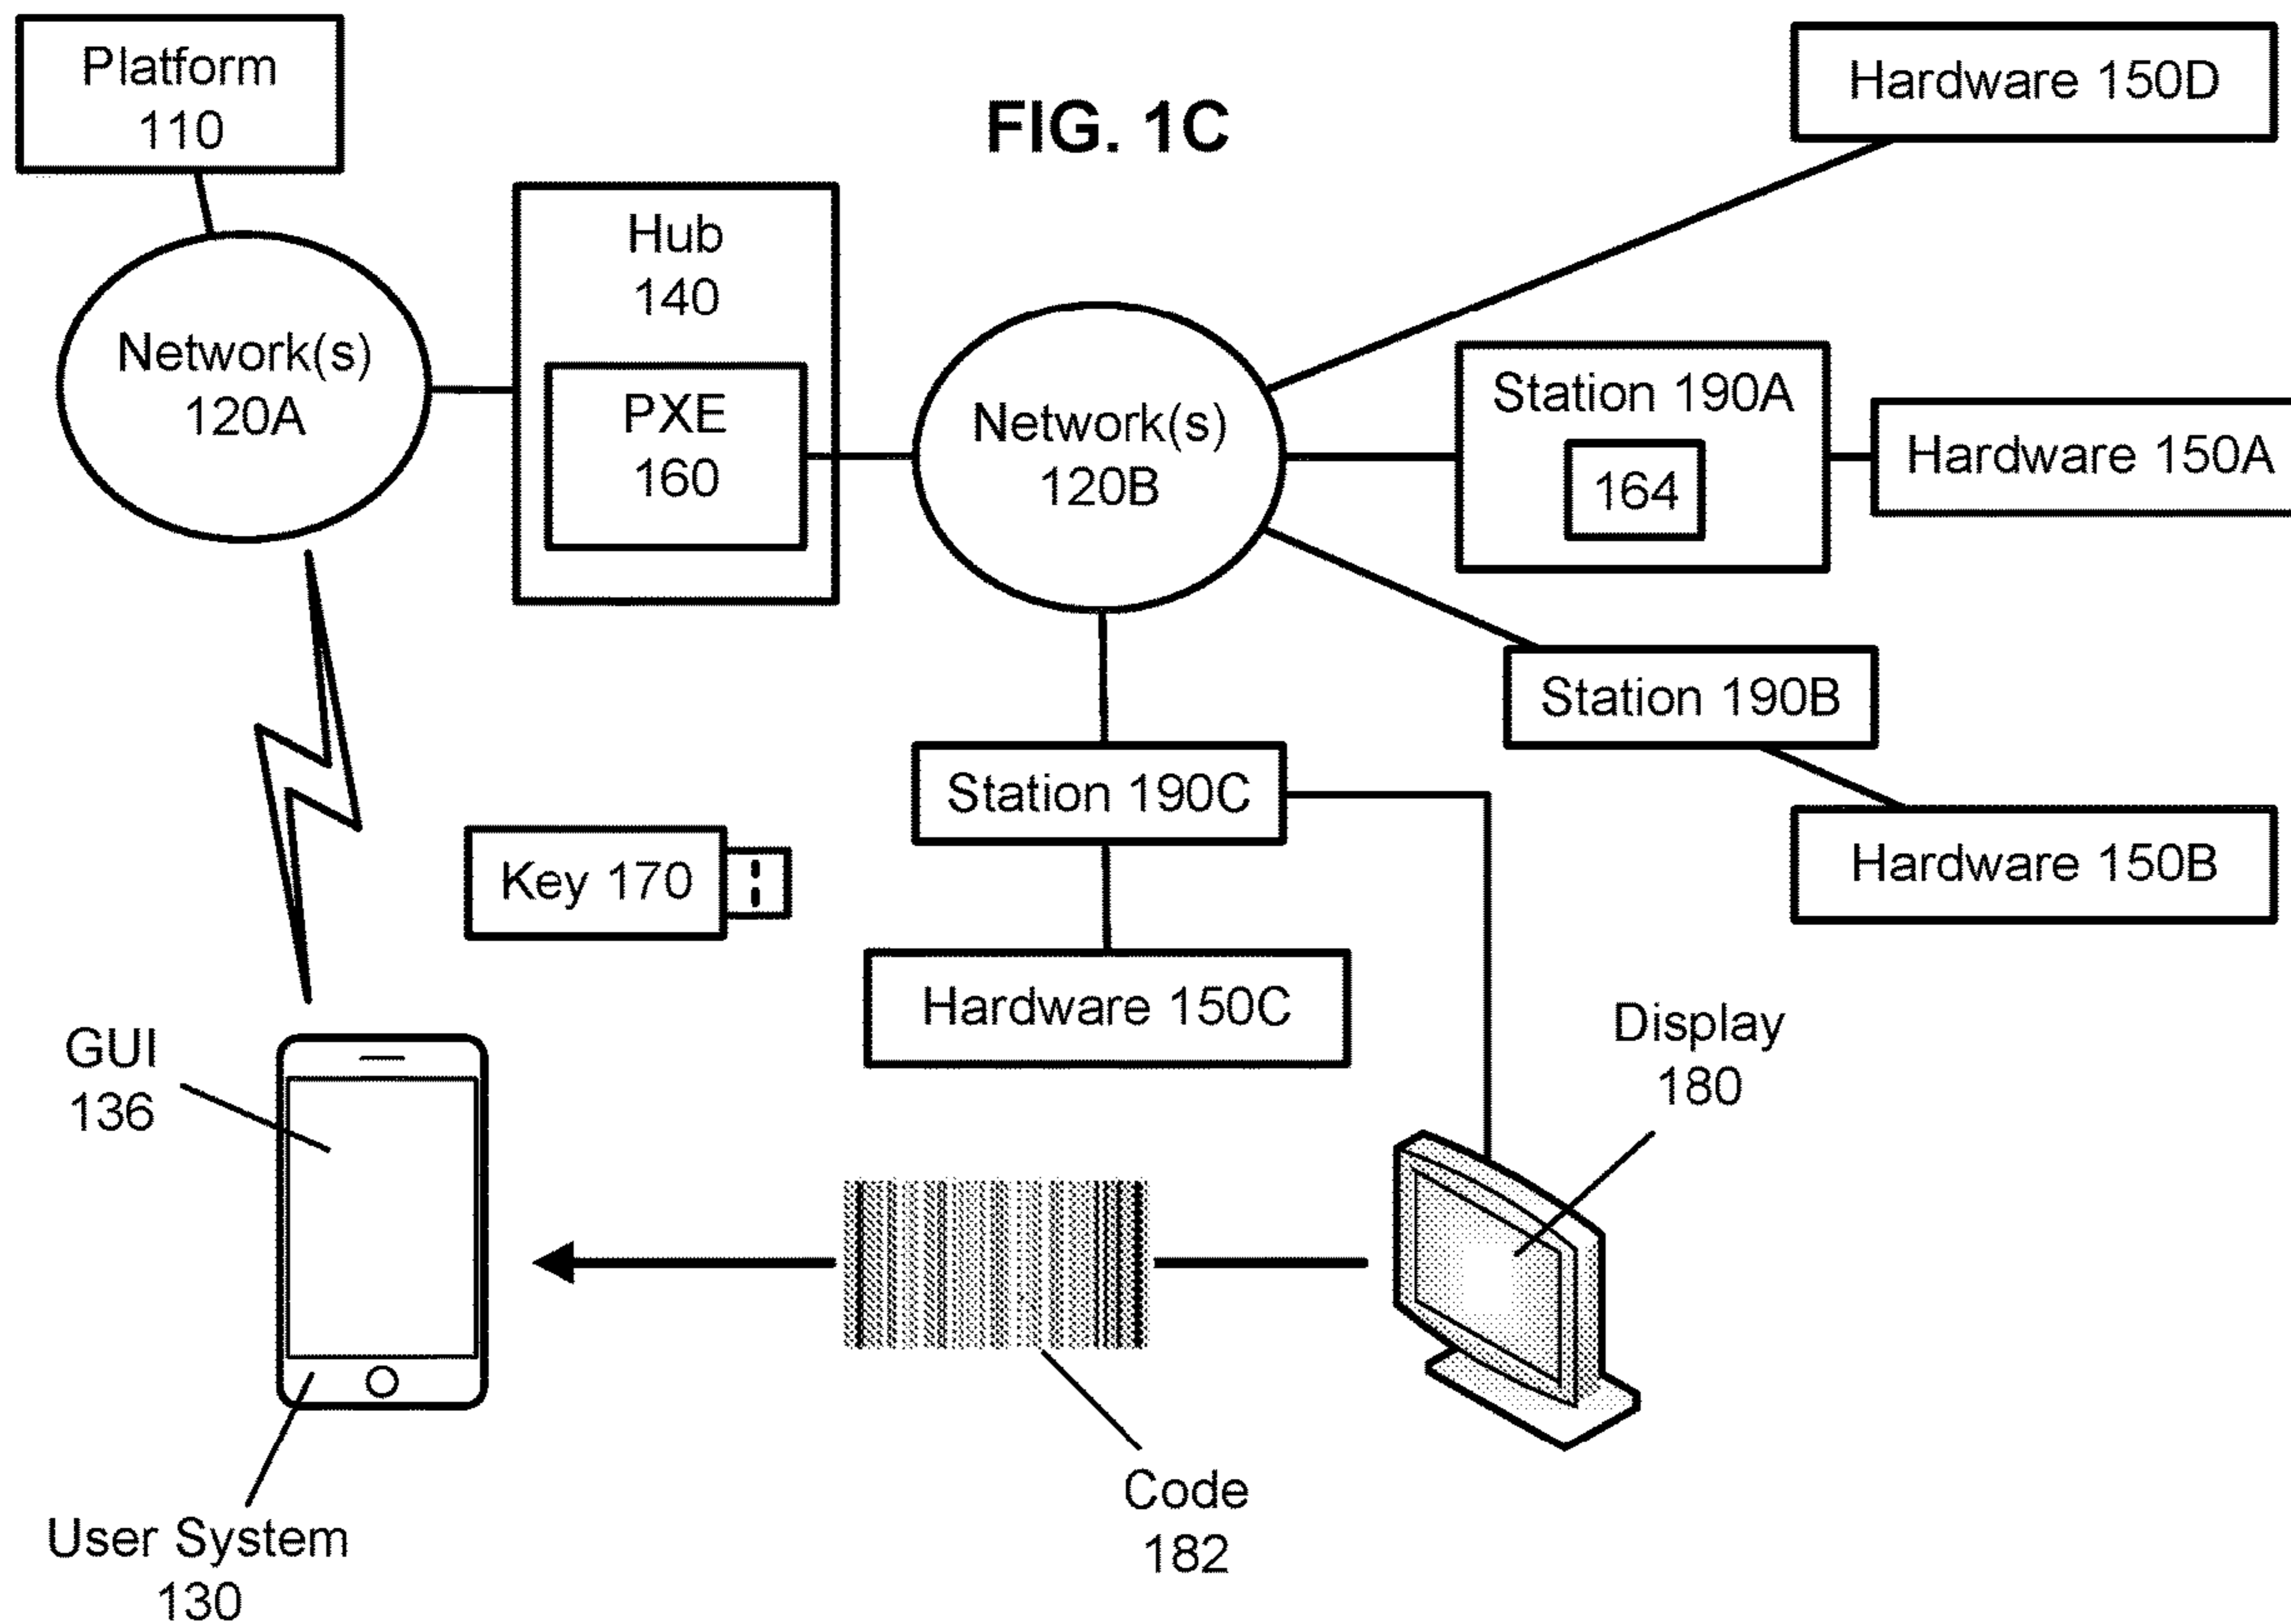 Platform
110
FIG. 1C
Hardware 150D
Hub
140
Network(s)
120A
PXE
160
Network(s)
120B
Station 190A
164
Hardware 150A
Station 190B
Station 190C
Hardware 150B
Key 170
Hardware 150C
GUI
136
Display
180
Code
182
User System
130